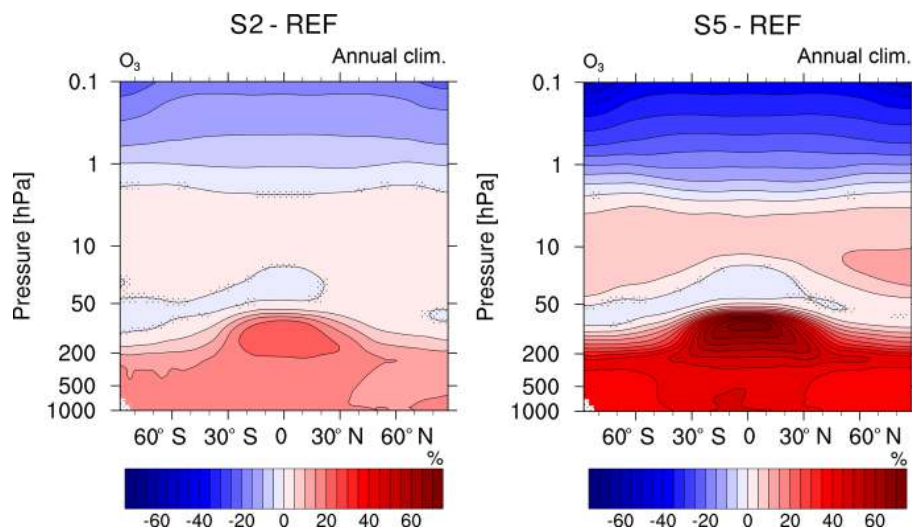 S2 - REF
O₃ Annual clim.
Pressure [hPa]
0.1
1
10
50
200
500
1000
60° S 30° S 0 30° N 60° N
%
-60 -40 -20 0 20 40 60
S5 - REF
O₃ Annual clim.
Pressure [hPa]
0.1
1
10
50
200
500
1000
60° S 30° S 0 30° N 60° N
%
-60 -40 -20 0 20 40 60